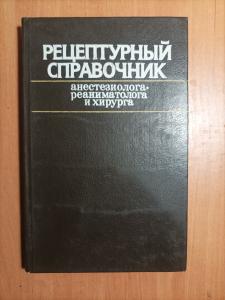 РЕЦЕПТУРНЫЙ
СПРАВОЧНИК
анестезиолога-
реаниматолога
и хирурга